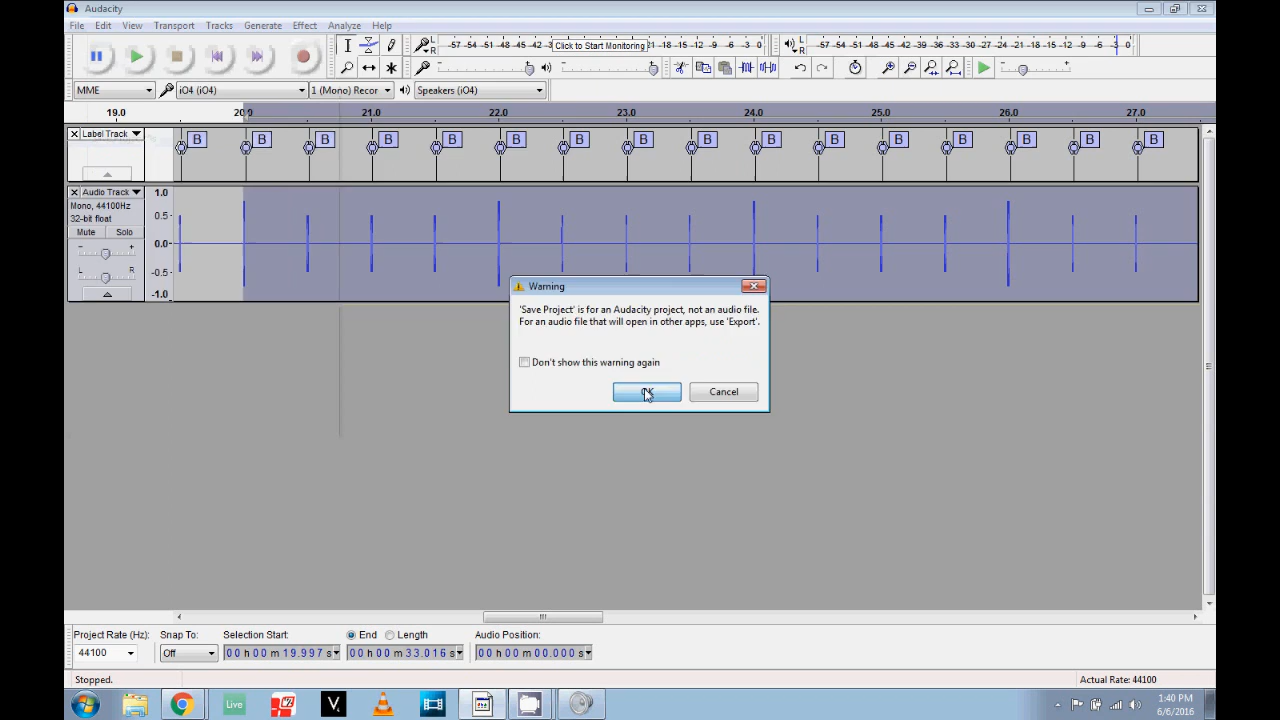 Audacity
File Edit View Transport Tracks Generate Effect Analyze Help
L R -57 -54 -51 -48 -45 -42 Click to Start Monitoring 21 -18 -15 -12 -9 -6 -3 0 L R -57 -54 -51 -48 -45 -42 -39 -36 -33 -30 -27 -24 -21 -18 -15 -12 -9 -6 -3 0
MME iO4 (iO4) 1 (Mono) Recor Speakers (iO4)
19.0 20.0 21.0 22.0 23.0 24.0 25.0 26.0 27.0
Label Track B B B B B B B B B B B B B B B B
Audio Track 1.0
Mono, 44100Hz
32-bit float 0.5
Mute Solo
- + 0.0
L R -0.5
-1.0
Warning
'Save Project' is for an Audacity project, not an audio file.
For an audio file that will open in other apps, use 'Export'.
Don't show this warning again
OK Cancel
Project Rate (Hz): Snap To: Selection Start: End Length Audio Position:
44100 Off 00 h 00 m 19.997 s 00 h 00 m 33.016 s 00 h 00 m 00.000 s
Stopped. Actual Rate: 44100
Live V 1:40 PM
6/6/2016